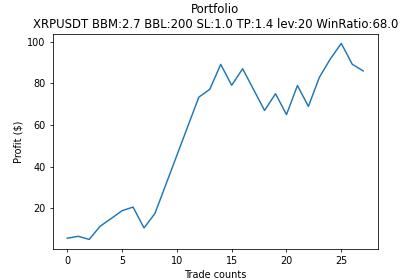 Portfolio
XRPUSDT BBM:2.7 BBL:200 SL:1.0 TP:1.4 lev:20 WinRatio:68.0
100
80
60
40
20
Profit ($)
0 5 10 15 20 25
Trade counts